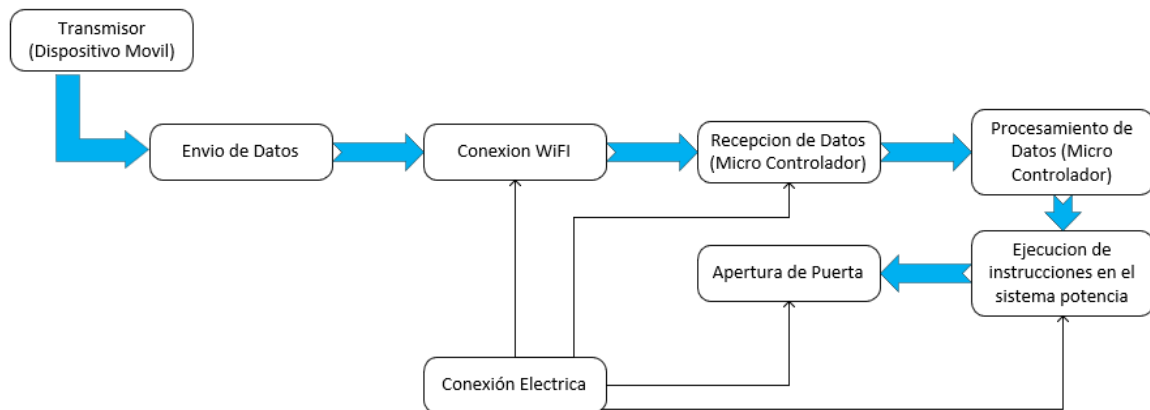 Transmisor
(Dispositivo Movil)
Envio de Datos
Conexion WiFI
Recepcion de Datos
(Micro Controlador)
Procesamiento de
Datos (Micro
Controlador)
Ejecucion de
instrucciones en el
sistema potencia
Apertura de Puerta
Conexión Electrica